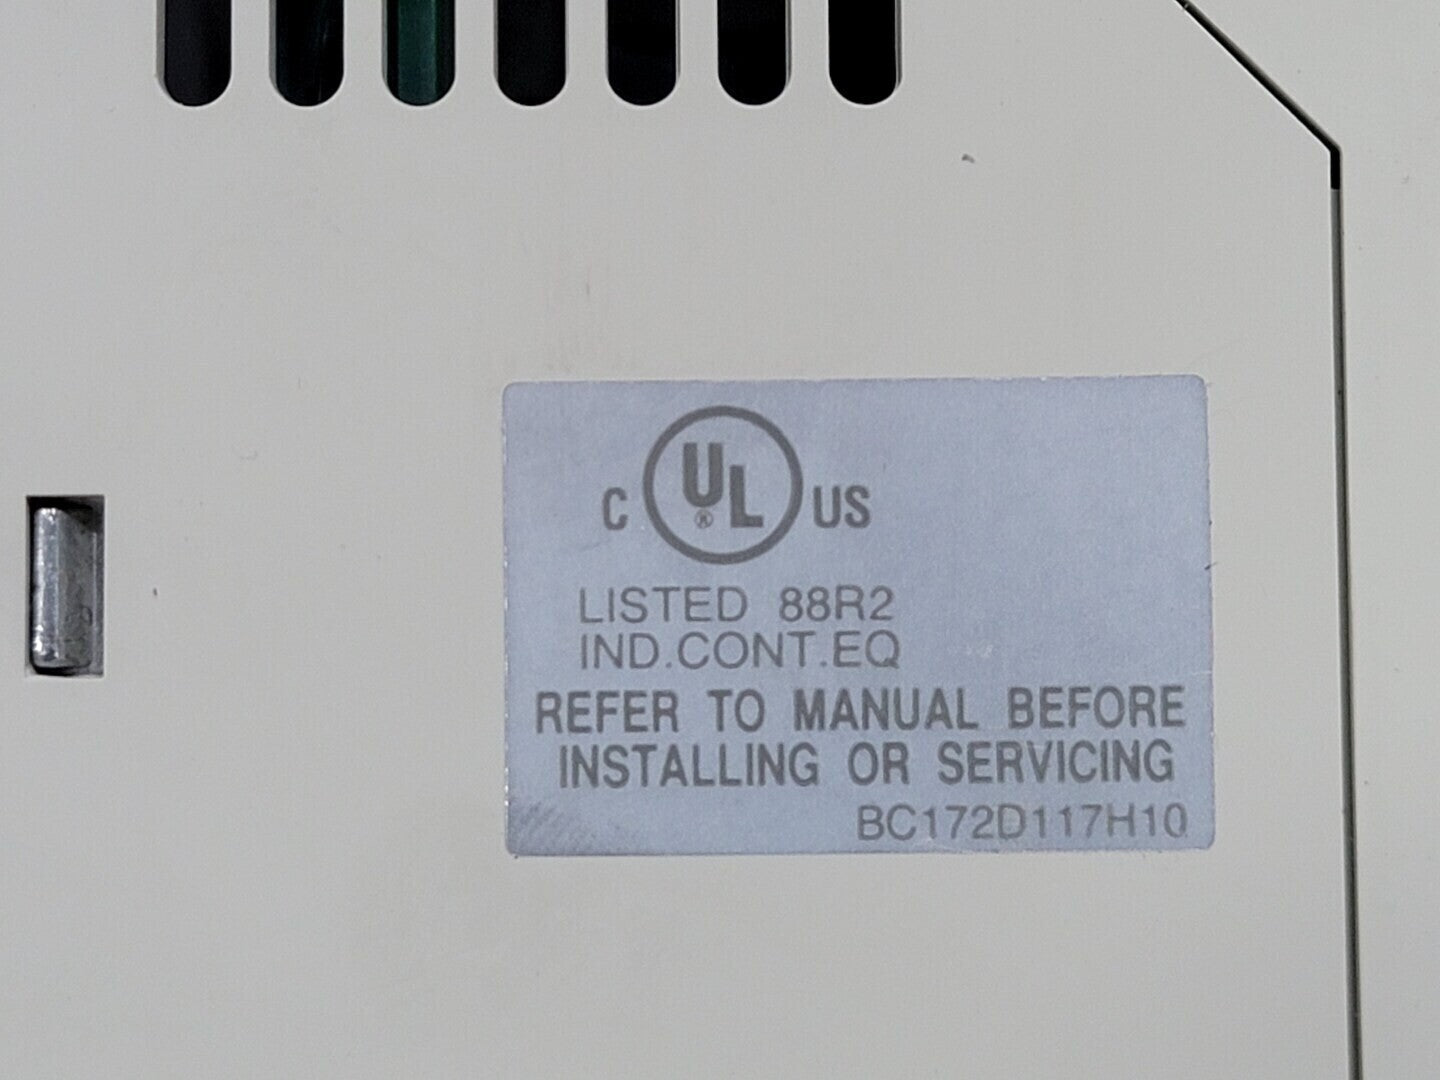 C UL® US
LISTED 88R2
IND.CONT.EQ
REFER TO MANUAL BEFORE
INSTALLING OR SERVICING
BC172D117H10